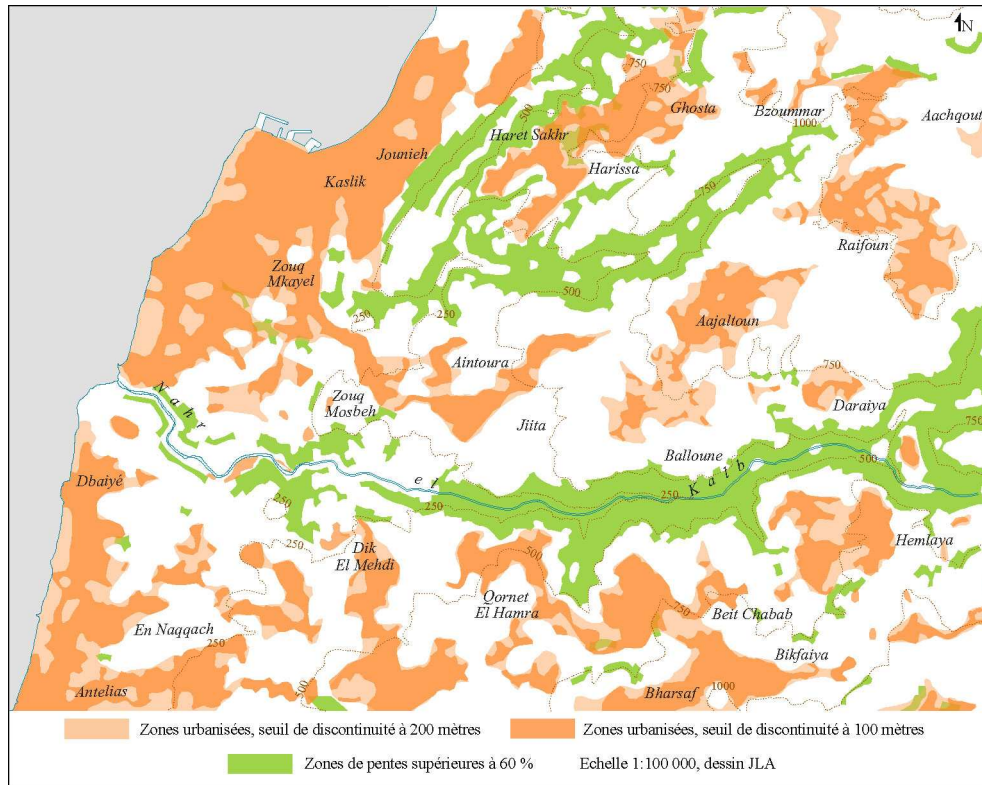 N
Ghosta
Bzoummar
Aachqout
Haret Sakhr
Jounieh
Harissa
Kaslik
Raifoun
Zouq
Mkayel
Aajaltoun
Aintoura
Zouq
Mosbeh
Daraiya
Jiita
Balloune
Nahr el Kalb
Dbaiyé
Hemlaya
Dik
El Mehdi
Qornet
El Hamra
Beit Chabab
En Naqqach
Bikfaiya
Antelias
Bharsaf
750
750
500
1000
750
500
250
250
750
750
500
250
250
250
250
500
750
250
500
1000
Zones urbanisées, seuil de discontinuité à 200 mètres
Zones urbanisées, seuil de discontinuité à 100 mètres
Zones de pentes supérieures à 60 %
Echelle 1:100 000, dessin JLA